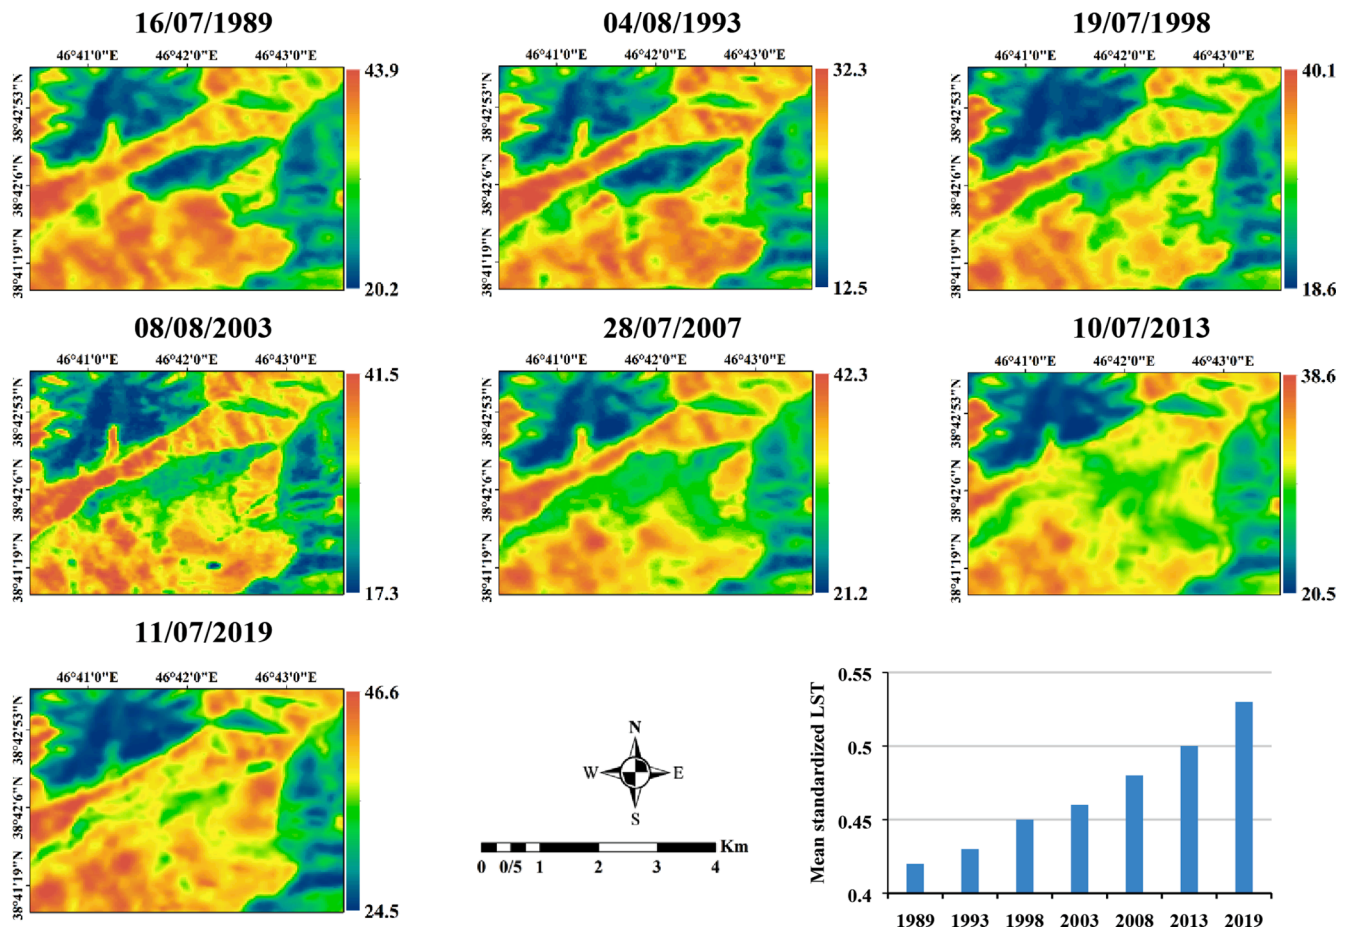 16/07/1989
04/08/1993
19/07/1998
46°41'0"E 46°42'0"E 46°43'0"E
46°41'0"E 46°42'0"E 46°43'0"E
46°41'0"E 46°42'0"E 46°43'0"E
38°42'53"N
38°42'6"N
38°41'19"N
43.9
20.2
38°42'53"N
38°42'6"N
38°41'19"N
32.3
12.5
38°42'53"N
38°42'6"N
38°41'19"N
40.1
18.6
08/08/2003
28/07/2007
10/07/2013
46°41'0"E 46°42'0"E 46°43'0"E
46°41'0"E 46°42'0"E 46°43'0"E
46°41'0"E 46°42'0"E 46°43'0"E
38°42'53"N
38°42'6"N
38°41'19"N
41.5
17.3
38°42'53"N
38°42'6"N
38°41'19"N
42.3
21.2
38°42'53"N
38°42'6"N
38°41'19"N
38.6
20.5
11/07/2019
46°41'0"E 46°42'0"E 46°43'0"E
38°42'53"N
38°42'6"N
38°41'19"N
46.6
24.5
N
W E
S
Km
0 0/5 1 2 3 4
Mean standardized LST
0.55
0.5
0.45
0.4
1989 1993 1998 2003 2008 2013 2019